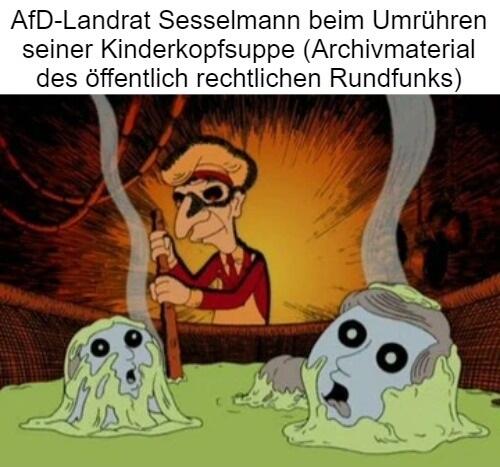 AfD-Landrat Sesselmann beim Umrühren
seiner Kinderkopfsuppe (Archivmaterial
des öffentlich rechtlichen Rundfunks)